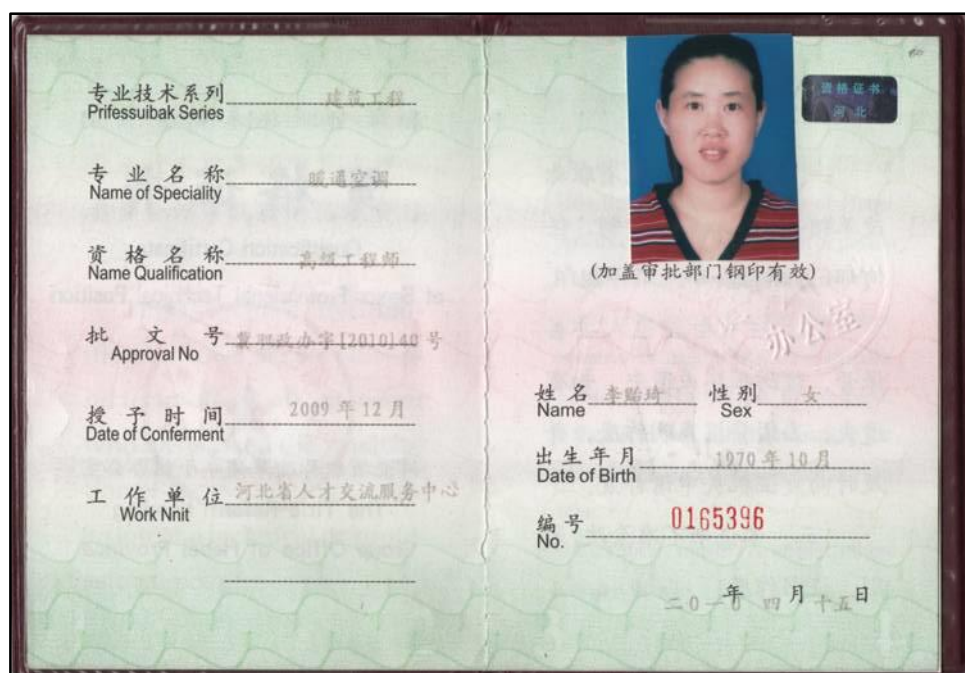 专业技术系列 建筑工程
Prifessuibak Series
专业名称 暖通空调
Name of Speciality
资格名称 高级工程师
Name Qualification
批文号 冀职改办字[2010]40号
Approval No
授予时间 2009年12月
Date of Conferment
工作单位 河北省人才交流服务中心
Work Nnit
资格证书
河北
(加盖审批部门钢印有效)
办公室
姓名 李贻琦 性别 女
Name Sex
出生年月 1970年10月
Date of Birth
编号 0165396
No.
二0一0年四月十五日